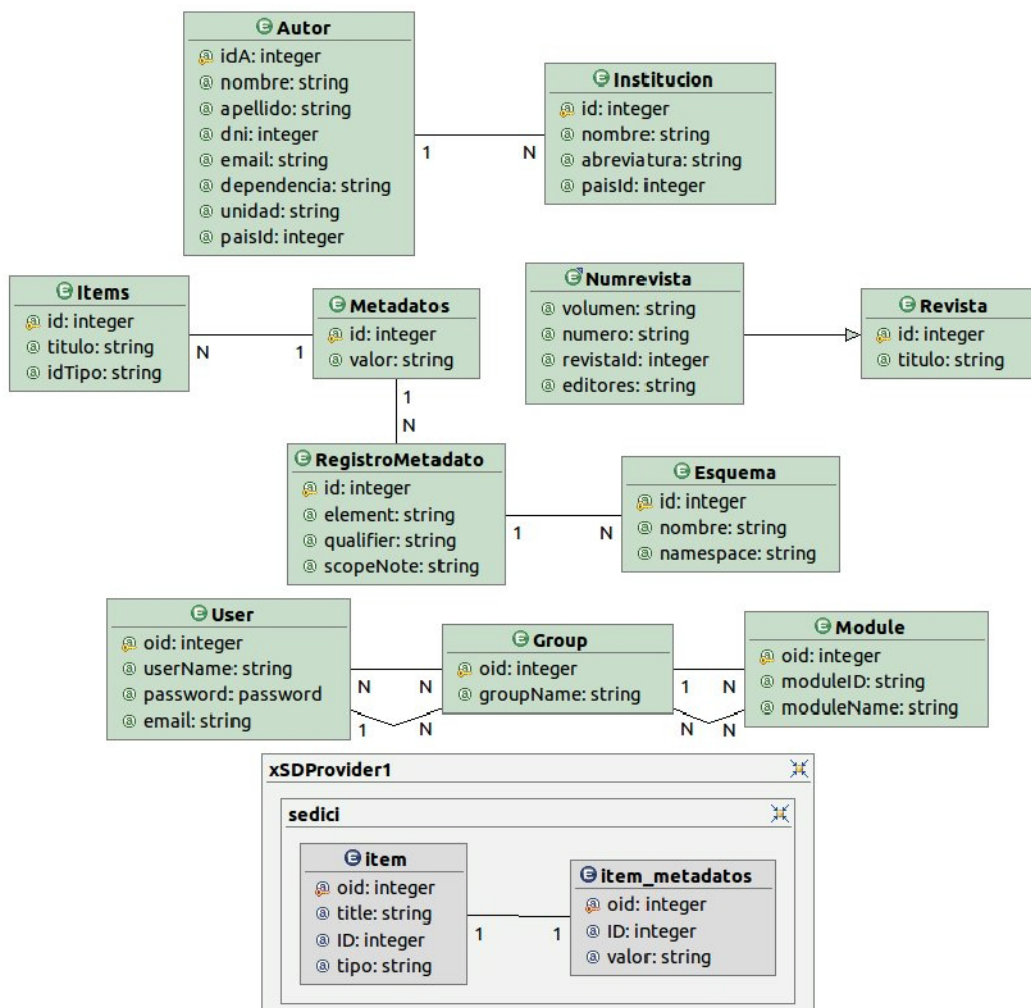 Autor
idA: integer
nombre: string
apellido: string
dni: integer
email: string
dependencia: string
unidad: string
paisId: integer
1
N
Institucion
id: integer
nombre: string
abreviatura: string
paisId: integer
Items
id: integer
titulo: string
idTipo: string
N
1
Metadatos
id: integer
valor: string
1
N
Numrevista
volumen: string
numero: string
revistaId: integer
editores: string
Revista
id: integer
titulo: string
RegistroMetadato
id: integer
element: string
qualifier: string
scopeNote: string
1
N
Esquema
id: integer
nombre: string
namespace: string
User
oid: integer
userName: string
password: password
email: string
N
N
1
N
Group
oid: integer
groupName: string
1
N
N
N
Module
oid: integer
moduleID: string
moduleName: string
xSDProvider1
sedici
item
oid: integer
title: string
ID: integer
tipo: string
1
1
item_metadatos
oid: integer
ID: integer
valor: string